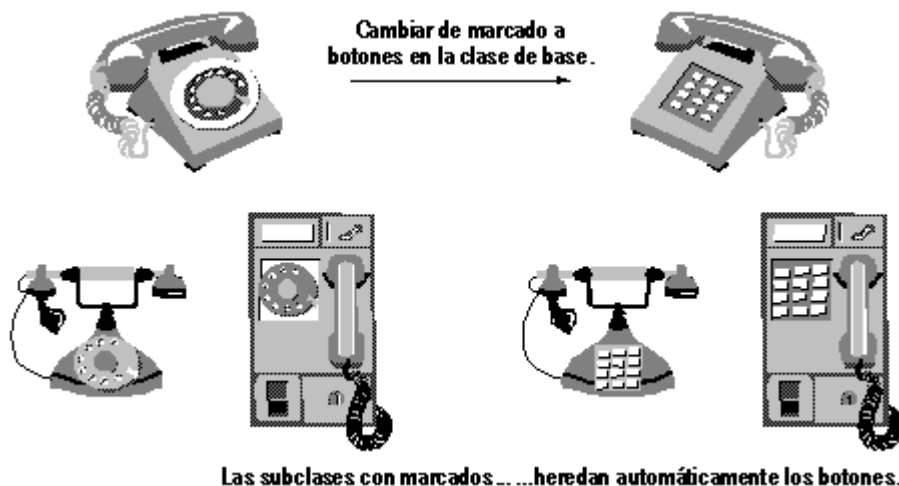 Cambiar de marcado a
botones en la clase de base.
Las subclases con marcados... ...heredan automáticamente los botones.